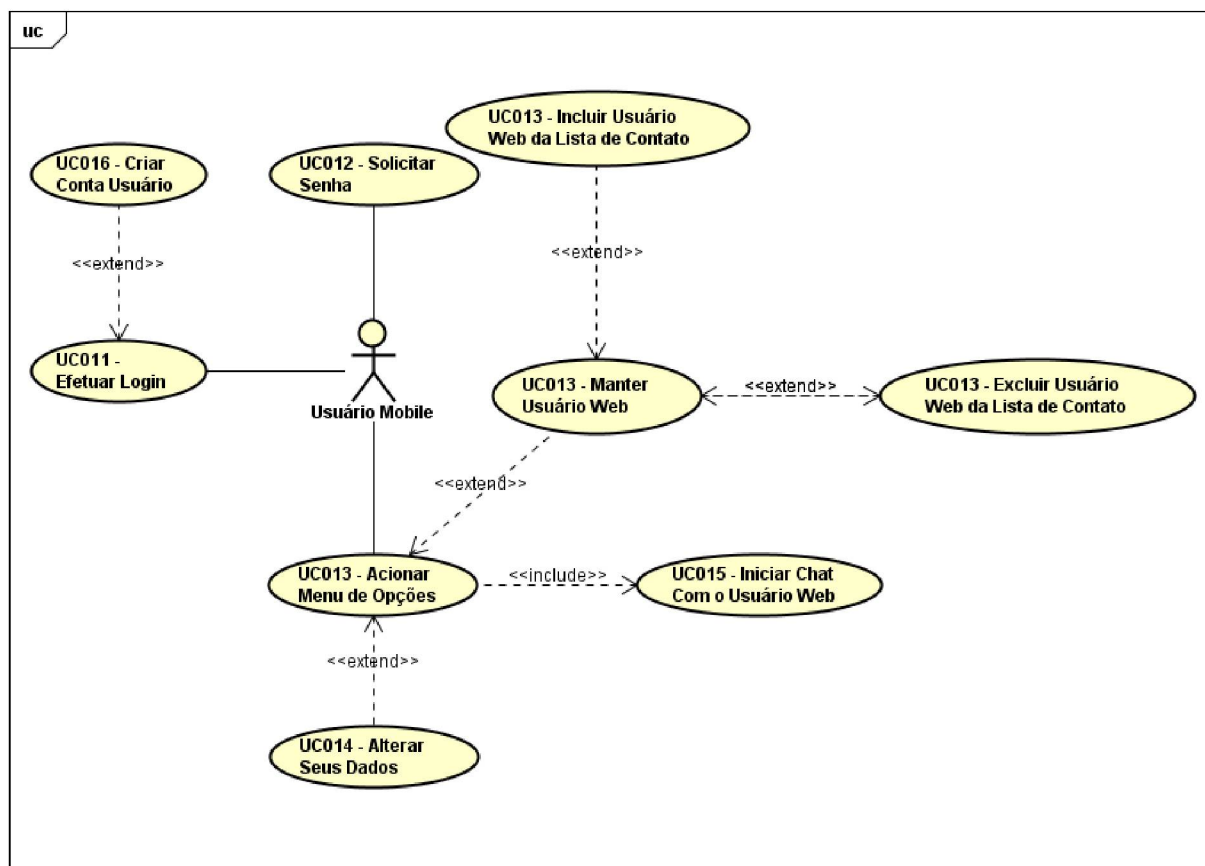 uc
UC013 - Incluir Usuário
Web da Lista de Contato
UC016 - Criar
Conta Usuário
UC012 - Solicitar
Senha
<<extend>>
<<extend>>
UC011 -
Efetuar Login
Usuário Mobile
UC013 - Manter
Usuário Web
<<extend>>
UC013 - Excluir Usuário
Web da Lista de Contato
<<extend>>
UC013 - Acionar
Menu de Opções
<<include>>
UC015 - Iniciar Chat
Com o Usuário Web
<<extend>>
UC014 - Alterar
Seus Dados